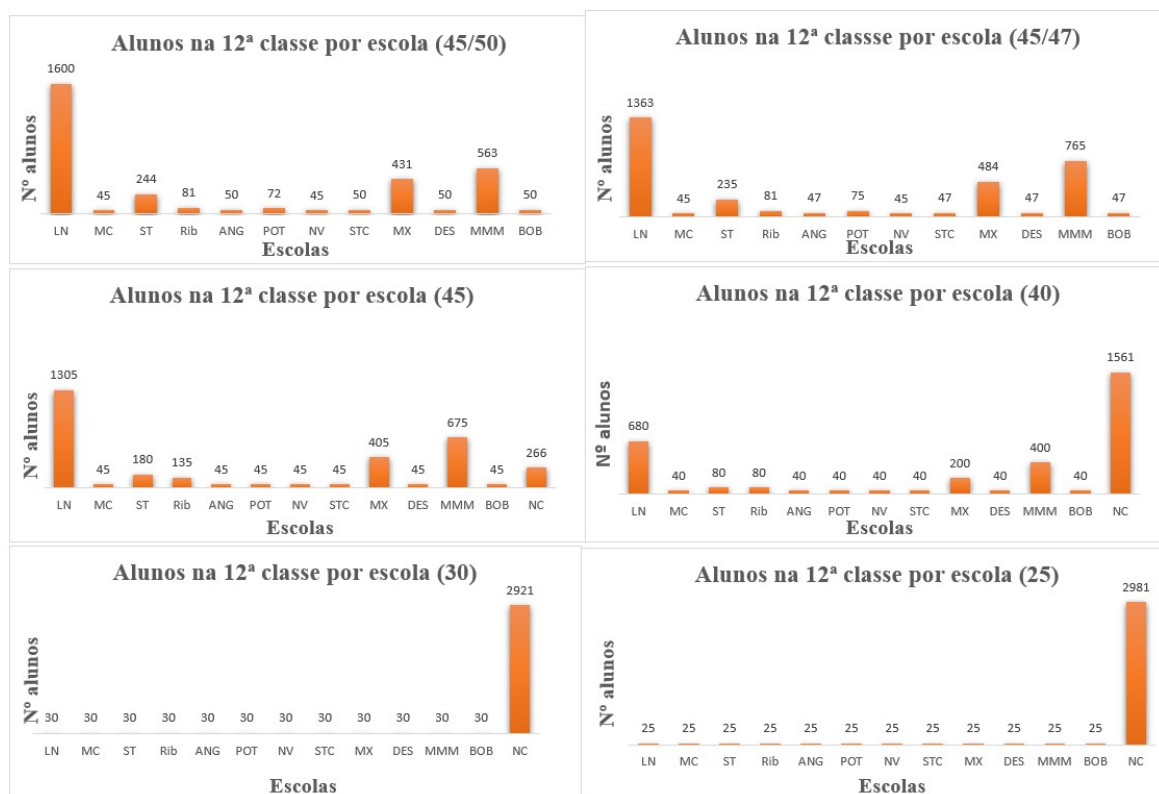 Alunos na 12ª classe por escola (45/50)
Nº alunos
1600
45
244
81
50
72
45
50
431
50
563
50
LN MC ST Rib ANG POT NV STC MX DES MMM BOB
Escolas
Alunos na 12ª classse por escola (45/47)
Nº alunos
1363
45
235
81
47
75
45
47
484
47
765
47
LN MC ST Rib ANG POT NV STC MX DES MMM BOB
Escolas
Alunos na 12ª classe por escola (45)
Nº alunos
1305
45
180
135
45
45
45
45
405
45
675
45
266
LN MC ST Rib ANG POT NV STC MX DES MMM BOB NC
Escolas
Alunos na 12ª classe por escola (40)
Nº alunos
680
40
80
80
40
40
40
40
200
40
400
40
1561
LN MC ST Rib ANG POT NV STC MX DES MMM BOB NC
Escolas
Alunos na 12ª classe por escola (30)
Nº alunos
30 30 30 30 30 30 30 30 30 30 30 30
2921
LN MC ST Rib ANG POT NV STC MX DES MMM BOB NC
Escolas
Alunos na 12ª classe por escola (25)
Nº alunos
25 25 25 25 25 25 25 25 25 25 25 25
2981
LN MC ST Rib ANG POT NV STC MX DES MMM BOB NC
Escolas